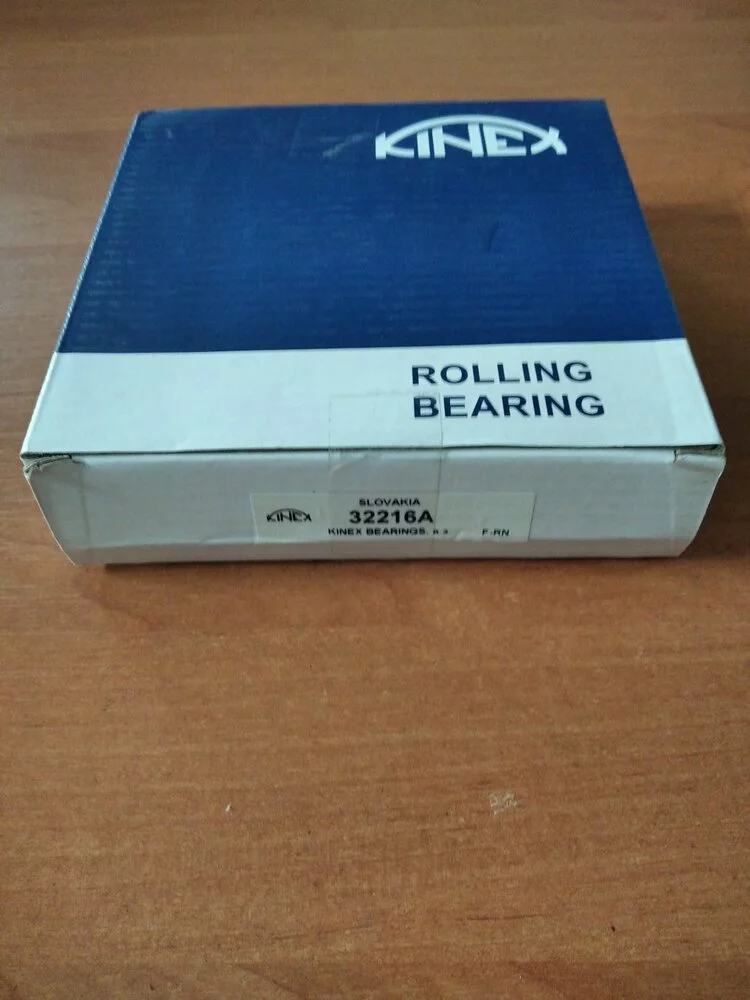 KINEX
ROLLING
BEARING
SLOVAKIA
KINEX 32216A
KINEX BEARINGS,